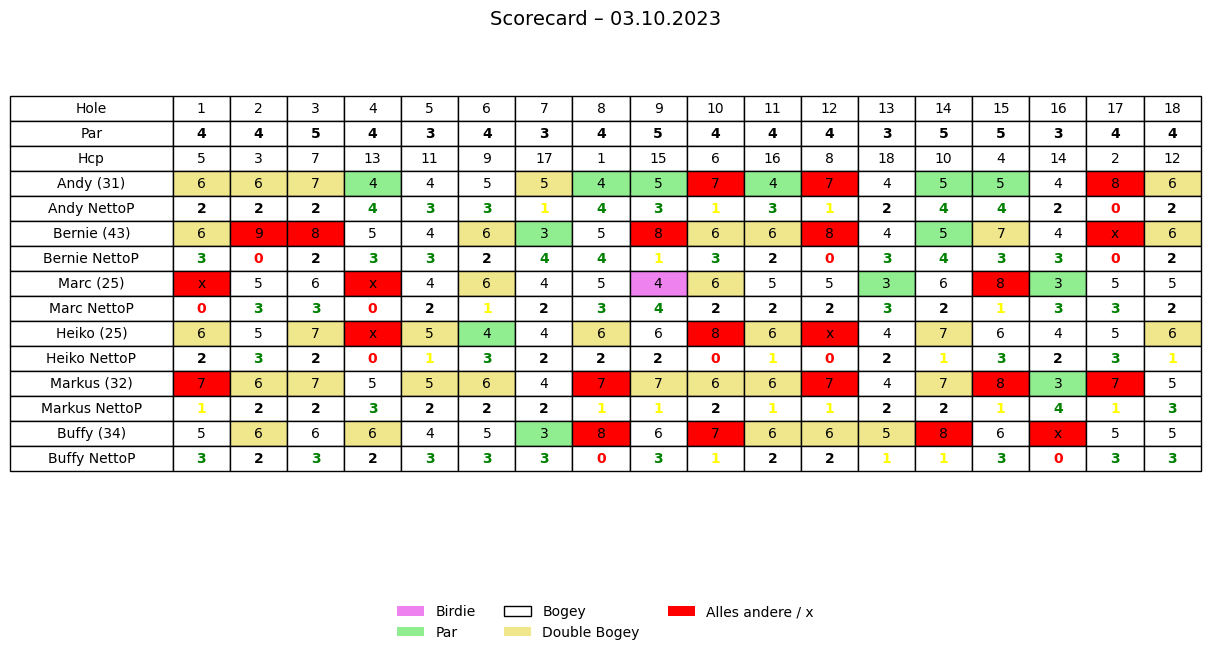 Scorecard – 03.10.2023
Hole 1 2 3 4 5 6 7 8 9 10 11 12 13 14 15 16 17 18
Par 4 4 5 4 3 4 3 4 5 4 4 4 3 5 5 3 4 4
Hcp 5 3 7 13 11 9 17 1 15 6 16 8 18 10 4 14 2 12
Andy (31) 6 6 7 4 4 5 5 4 5 7 4 7 4 5 5 4 8 6
Andy NettoP 2 2 2 4 3 3 1 4 3 1 3 1 2 4 4 2 0 2
Bernie (43) 6 9 8 5 4 6 3 5 8 6 6 8 4 5 7 4 x 6
Bernie NettoP 3 0 2 3 3 2 4 4 1 3 2 0 3 4 3 3 0 2
Marc (25) x 5 6 x 4 6 4 5 4 6 5 5 3 6 8 3 5 5
Marc NettoP 0 3 3 0 2 1 2 3 4 2 2 2 3 2 1 3 3 2
Heiko (25) 6 5 7 x 5 4 4 6 6 8 6 x 4 7 6 4 5 6
Heiko NettoP 2 3 2 0 1 3 2 2 2 0 1 0 2 1 3 2 3 1
Markus (32) 7 6 7 5 5 6 4 7 7 6 6 7 4 7 8 3 7 5
Markus NettoP 1 2 2 3 2 2 2 1 1 2 1 1 2 2 1 4 1 3
Buffy (34) 5 6 6 6 4 5 3 8 6 7 6 6 5 8 6 x 5 5
Buffy NettoP 3 2 3 2 3 3 3 0 3 1 2 2 1 1 3 0 3 3
Birdie Bogey Alles andere / x
Par Double Bogey